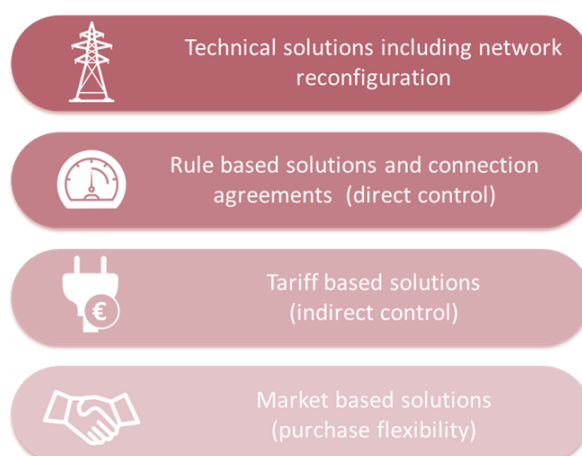 Technical solutions including network
reconfiguration
Rule based solutions and connection
agreements (direct control)
€
Tariff based solutions
(indirect control)
Market based solutions
(purchase flexibility)